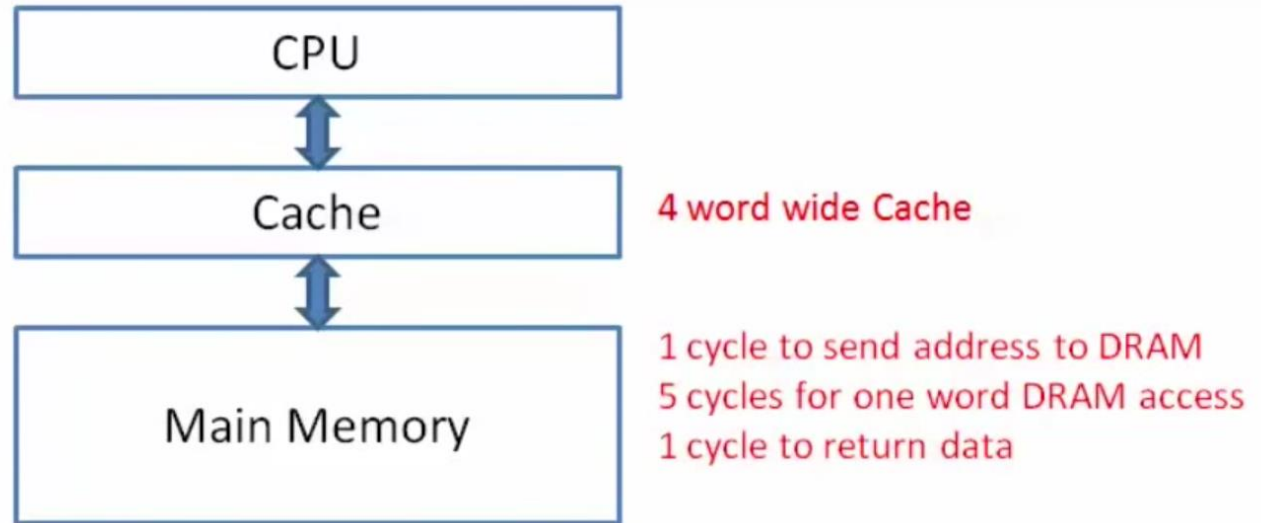 CPU
Cache
4 word wide Cache
Main Memory
1 cycle to send address to DRAM
5 cycles for one word DRAM access
1 cycle to return data